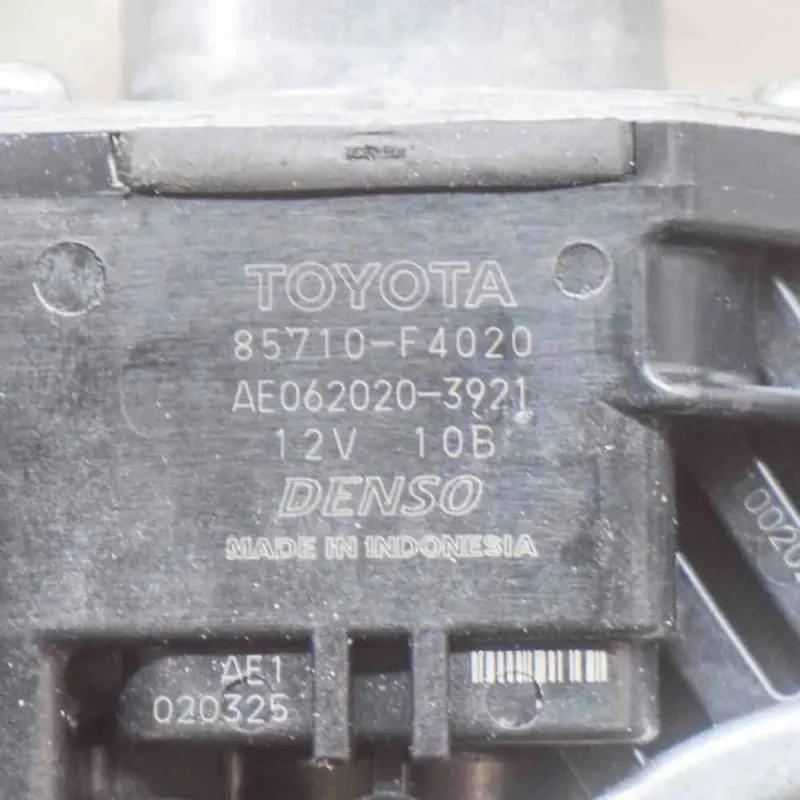 TOYOTA
85710-F4020
AE062020-3921
12V 10B
DENSO
MADE IN INDONESIA
AE1
020325